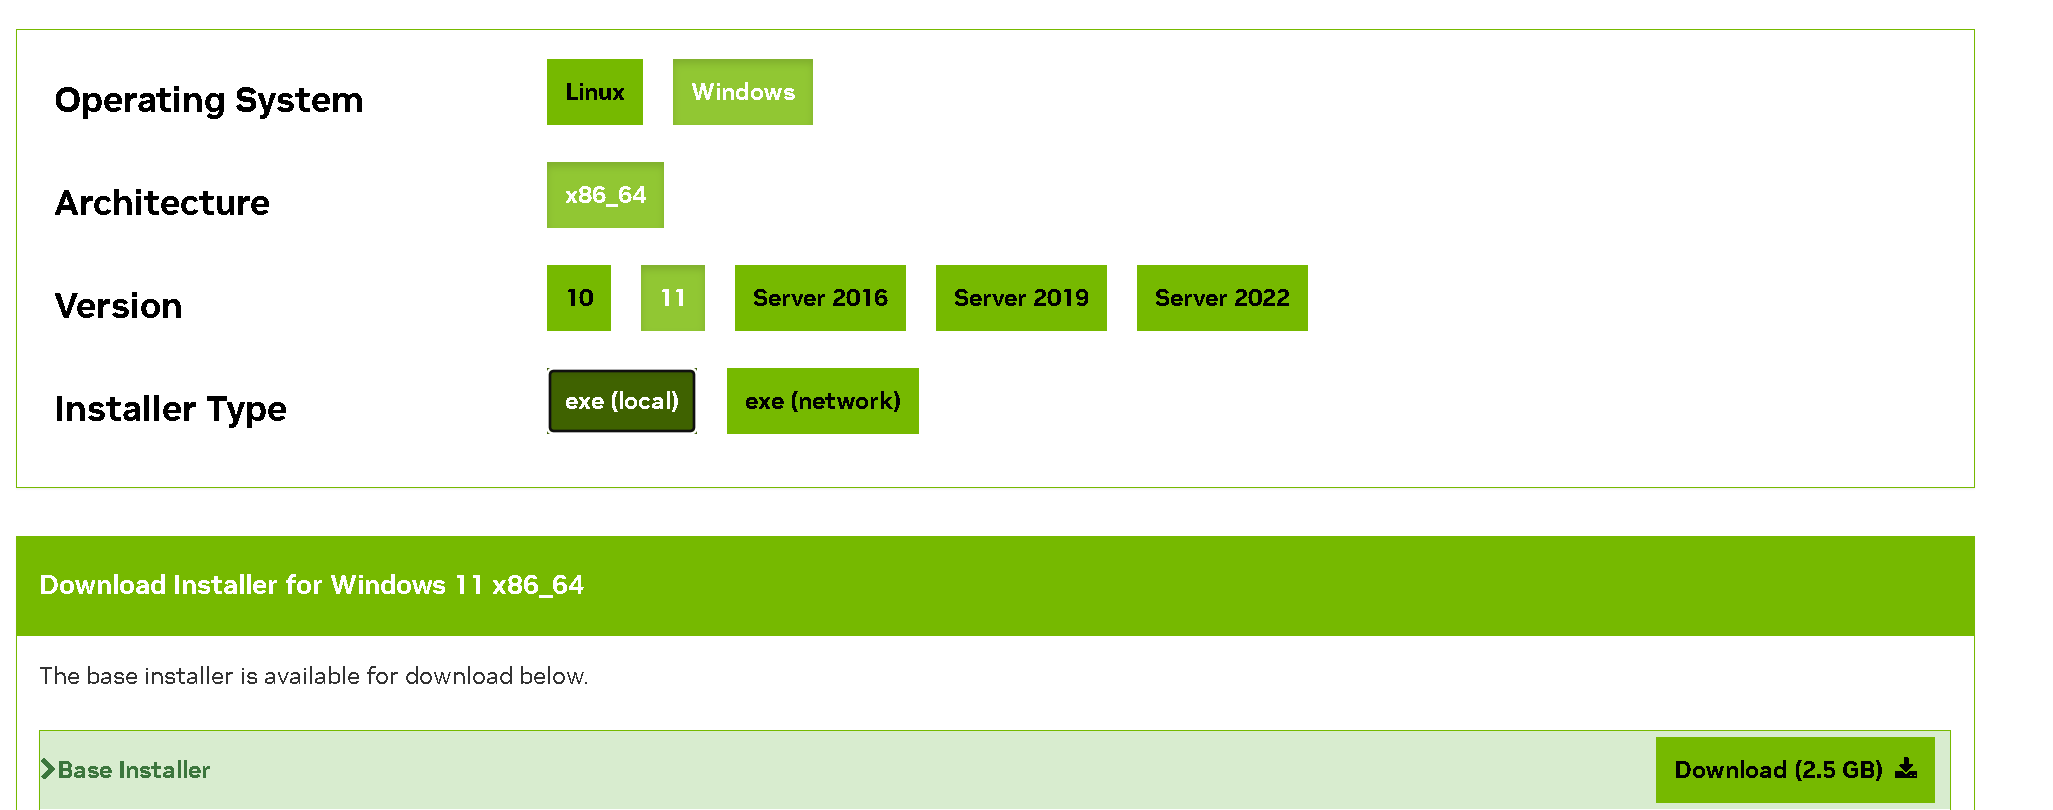 Operating System Linux Windows
Architecture x86_64
Version 10 11 Server 2016 Server 2019 Server 2022
Installer Type exe (local) exe (network)
Download Installer for Windows 11 x86_64
The base installer is available for download below.
Base Installer Download (2.5 GB)